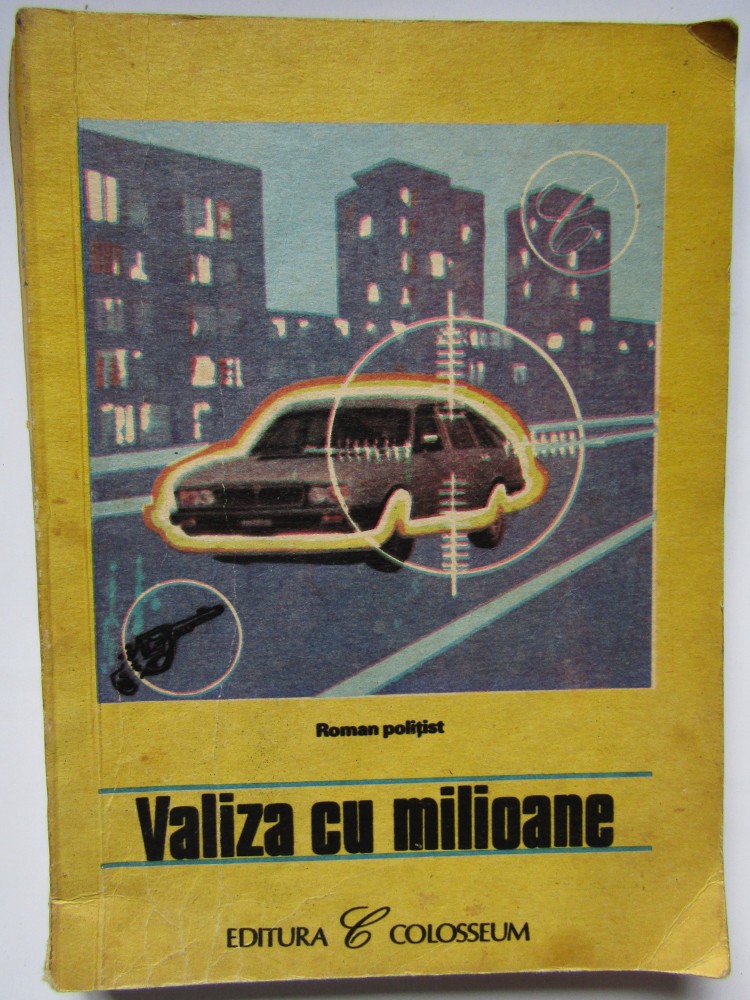 Roman polițist
Valiza cu milioane
EDITURA C COLOSSEUM